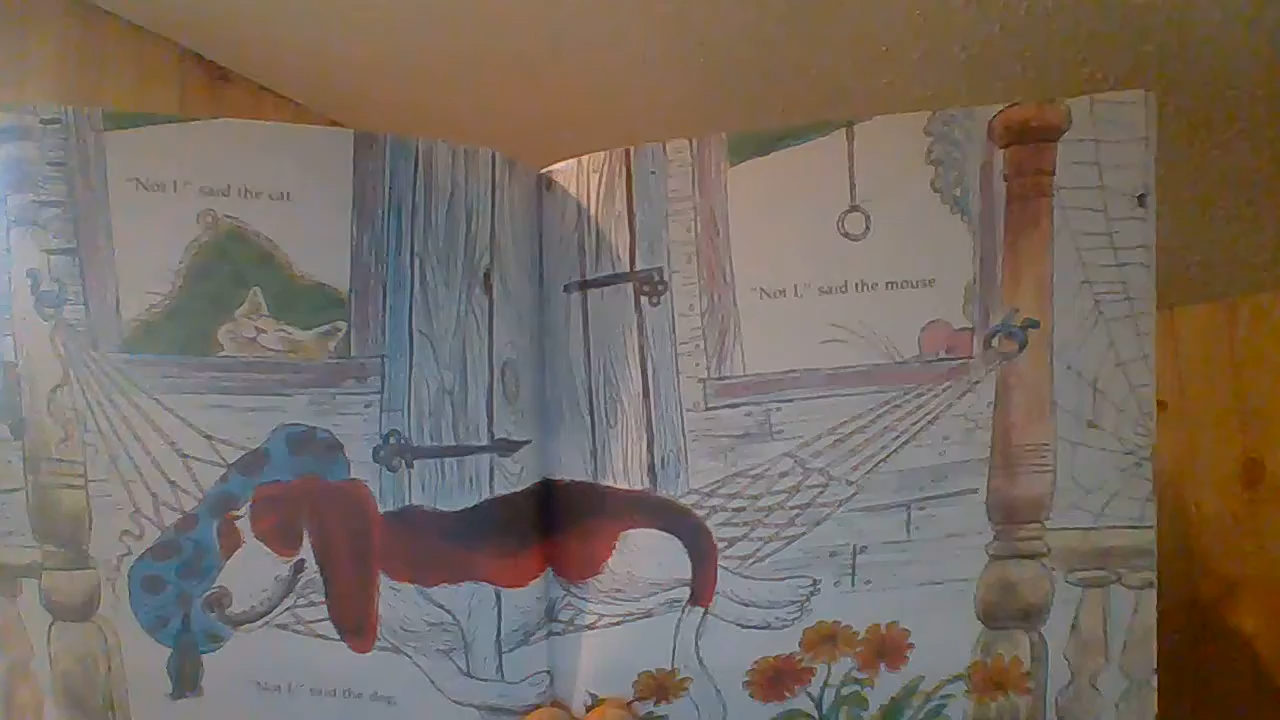 "Not I," said the cat.
"Not I," said the mouse
"Not I," said the dog.